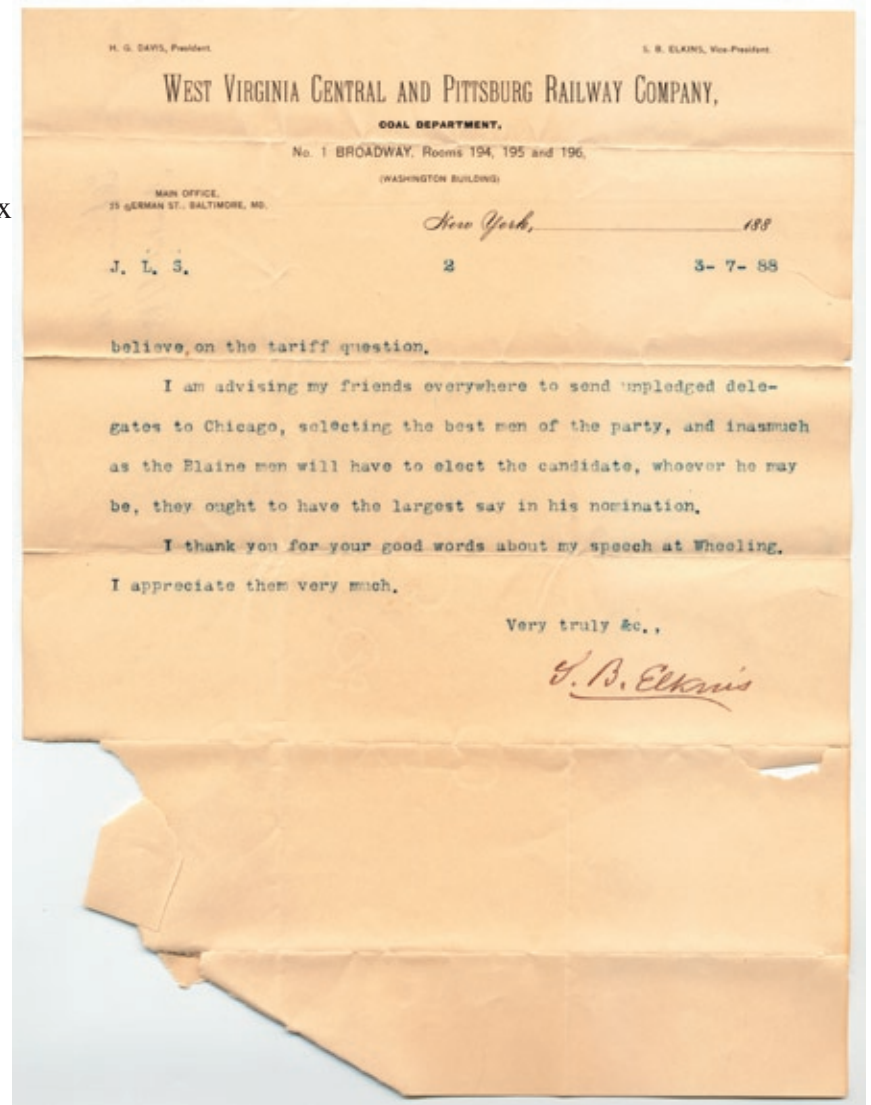 H. G. DAVIS, President.
S. B. ELKINS, Vice-President.
WEST VIRGINIA CENTRAL AND PITTSBURG RAILWAY COMPANY,
COAL DEPARTMENT,
No. 1 BROADWAY, Rooms 194, 195 and 196,
(WASHINGTON BUILDING)
MAIN OFFICE,
25 GERMAN ST., BALTIMORE, MD.
x
New York, 188
J. L. S. 2 3- 7- 88
believe, on the tariff question.
I am advising my friends everywhere to send unpledged dele-
gates to Chicago, selecting the best men of the party, and inasmuch
as the Blaine men will have to elect the candidate, whoever he may
be, they ought to have the largest say in his nomination.
I thank you for your good words about my speech at Wheeling.
I appreciate them very much.
Very truly &c.,
S. B. Elkins